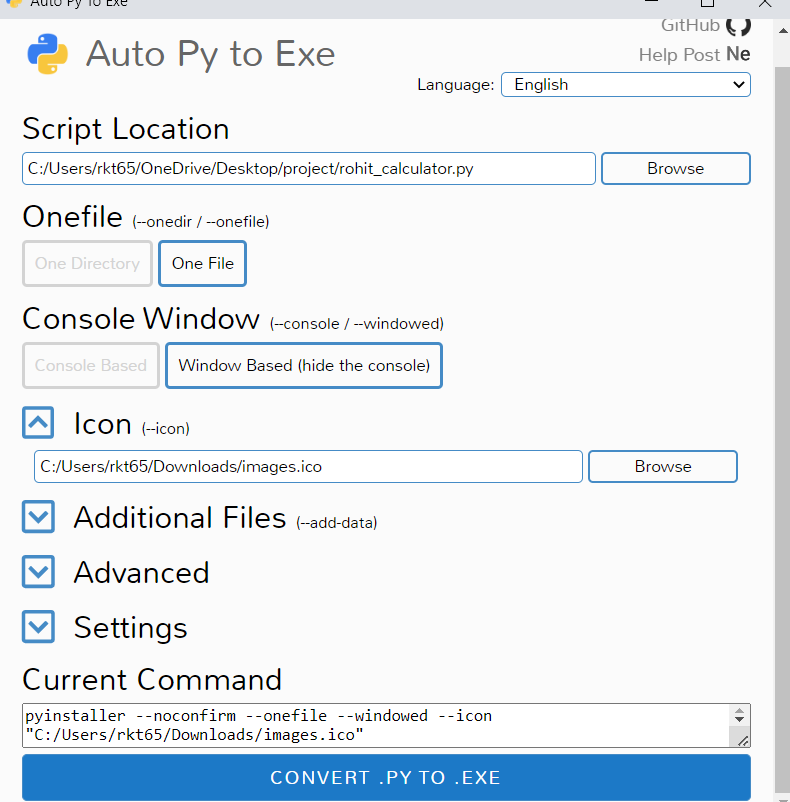 Auto Py To Exe
GitHub
Auto Py to Exe
Help Post Ne
Language: English
Script Location
C:/Users/rkt65/OneDrive/Desktop/project/rohit_calculator.py Browse
Onefile (--onedir / --onefile)
One Directory One File
Console Window (--console / --windowed)
Console Based Window Based (hide the console)
Icon (--icon)
C:/Users/rkt65/Downloads/images.ico Browse
Additional Files (--add-data)
Advanced
Settings
Current Command
pyinstaller --noconfirm --onefile --windowed --icon
"C:/Users/rkt65/Downloads/images.ico"
CONVERT .PY TO .EXE